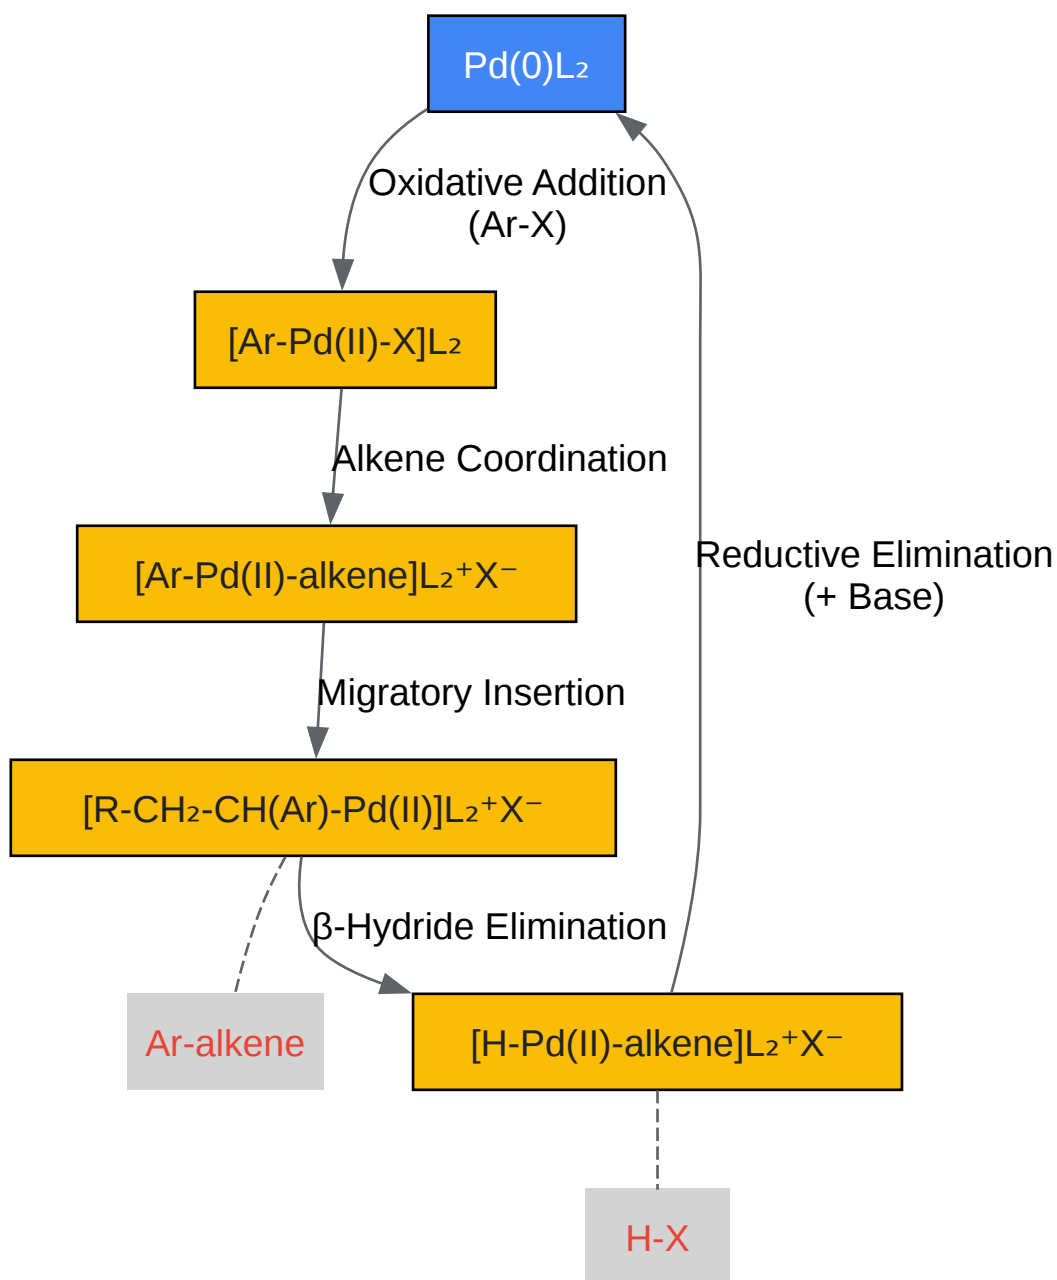 Pd(0)L₂
Oxidative Addition
(Ar-X)
[Ar-Pd(II)-X]L₂
Alkene Coordination
[Ar-Pd(II)-alkene]L₂⁺X⁻
Reductive Elimination
(+ Base)
Migratory Insertion
[R-CH₂-CH(Ar)-Pd(II)]L₂⁺X⁻
β-Hydride Elimination
Ar-alkene
[H-Pd(II)-alkene]L₂⁺X⁻
H-X